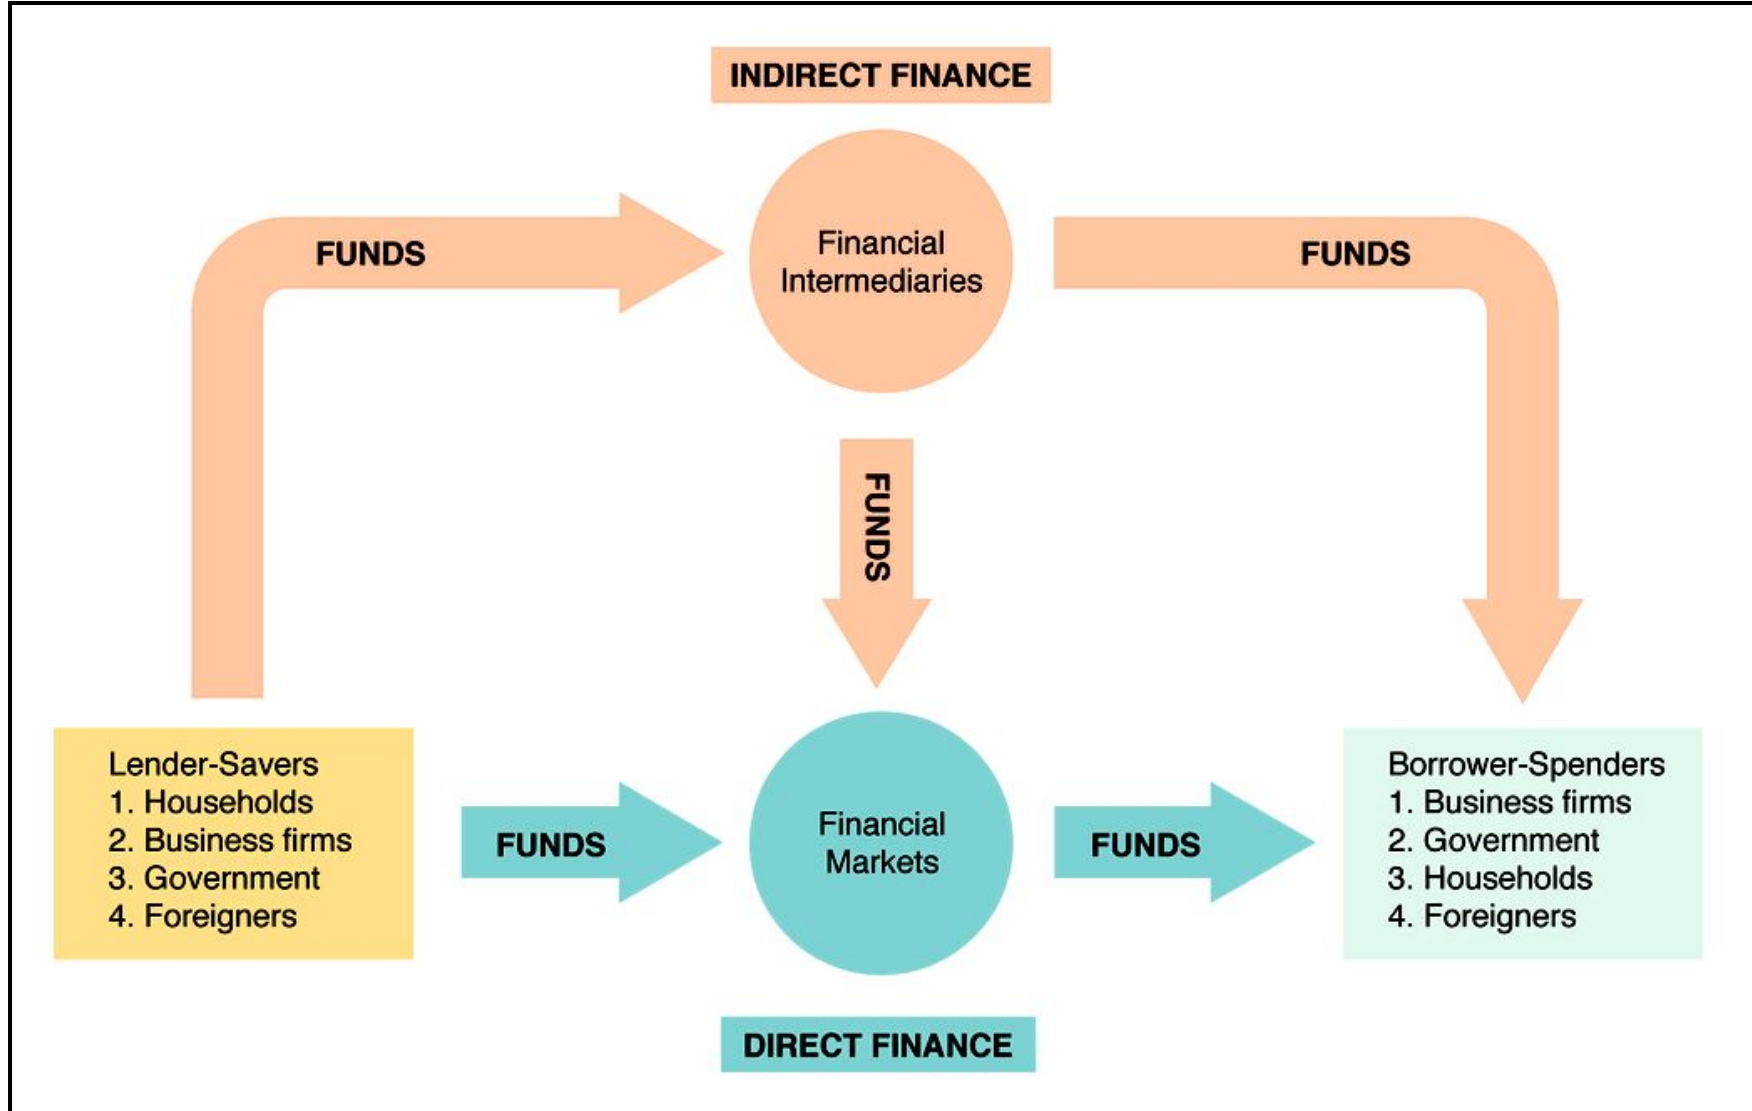 INDIRECT FINANCE
FUNDS
Financial
Intermediaries
FUNDS
FUNDS
Lender-Savers
1. Households
2. Business firms
3. Government
4. Foreigners
FUNDS
Financial
Markets
FUNDS
Borrower-Spenders
1. Business firms
2. Government
3. Households
4. Foreigners
DIRECT FINANCE